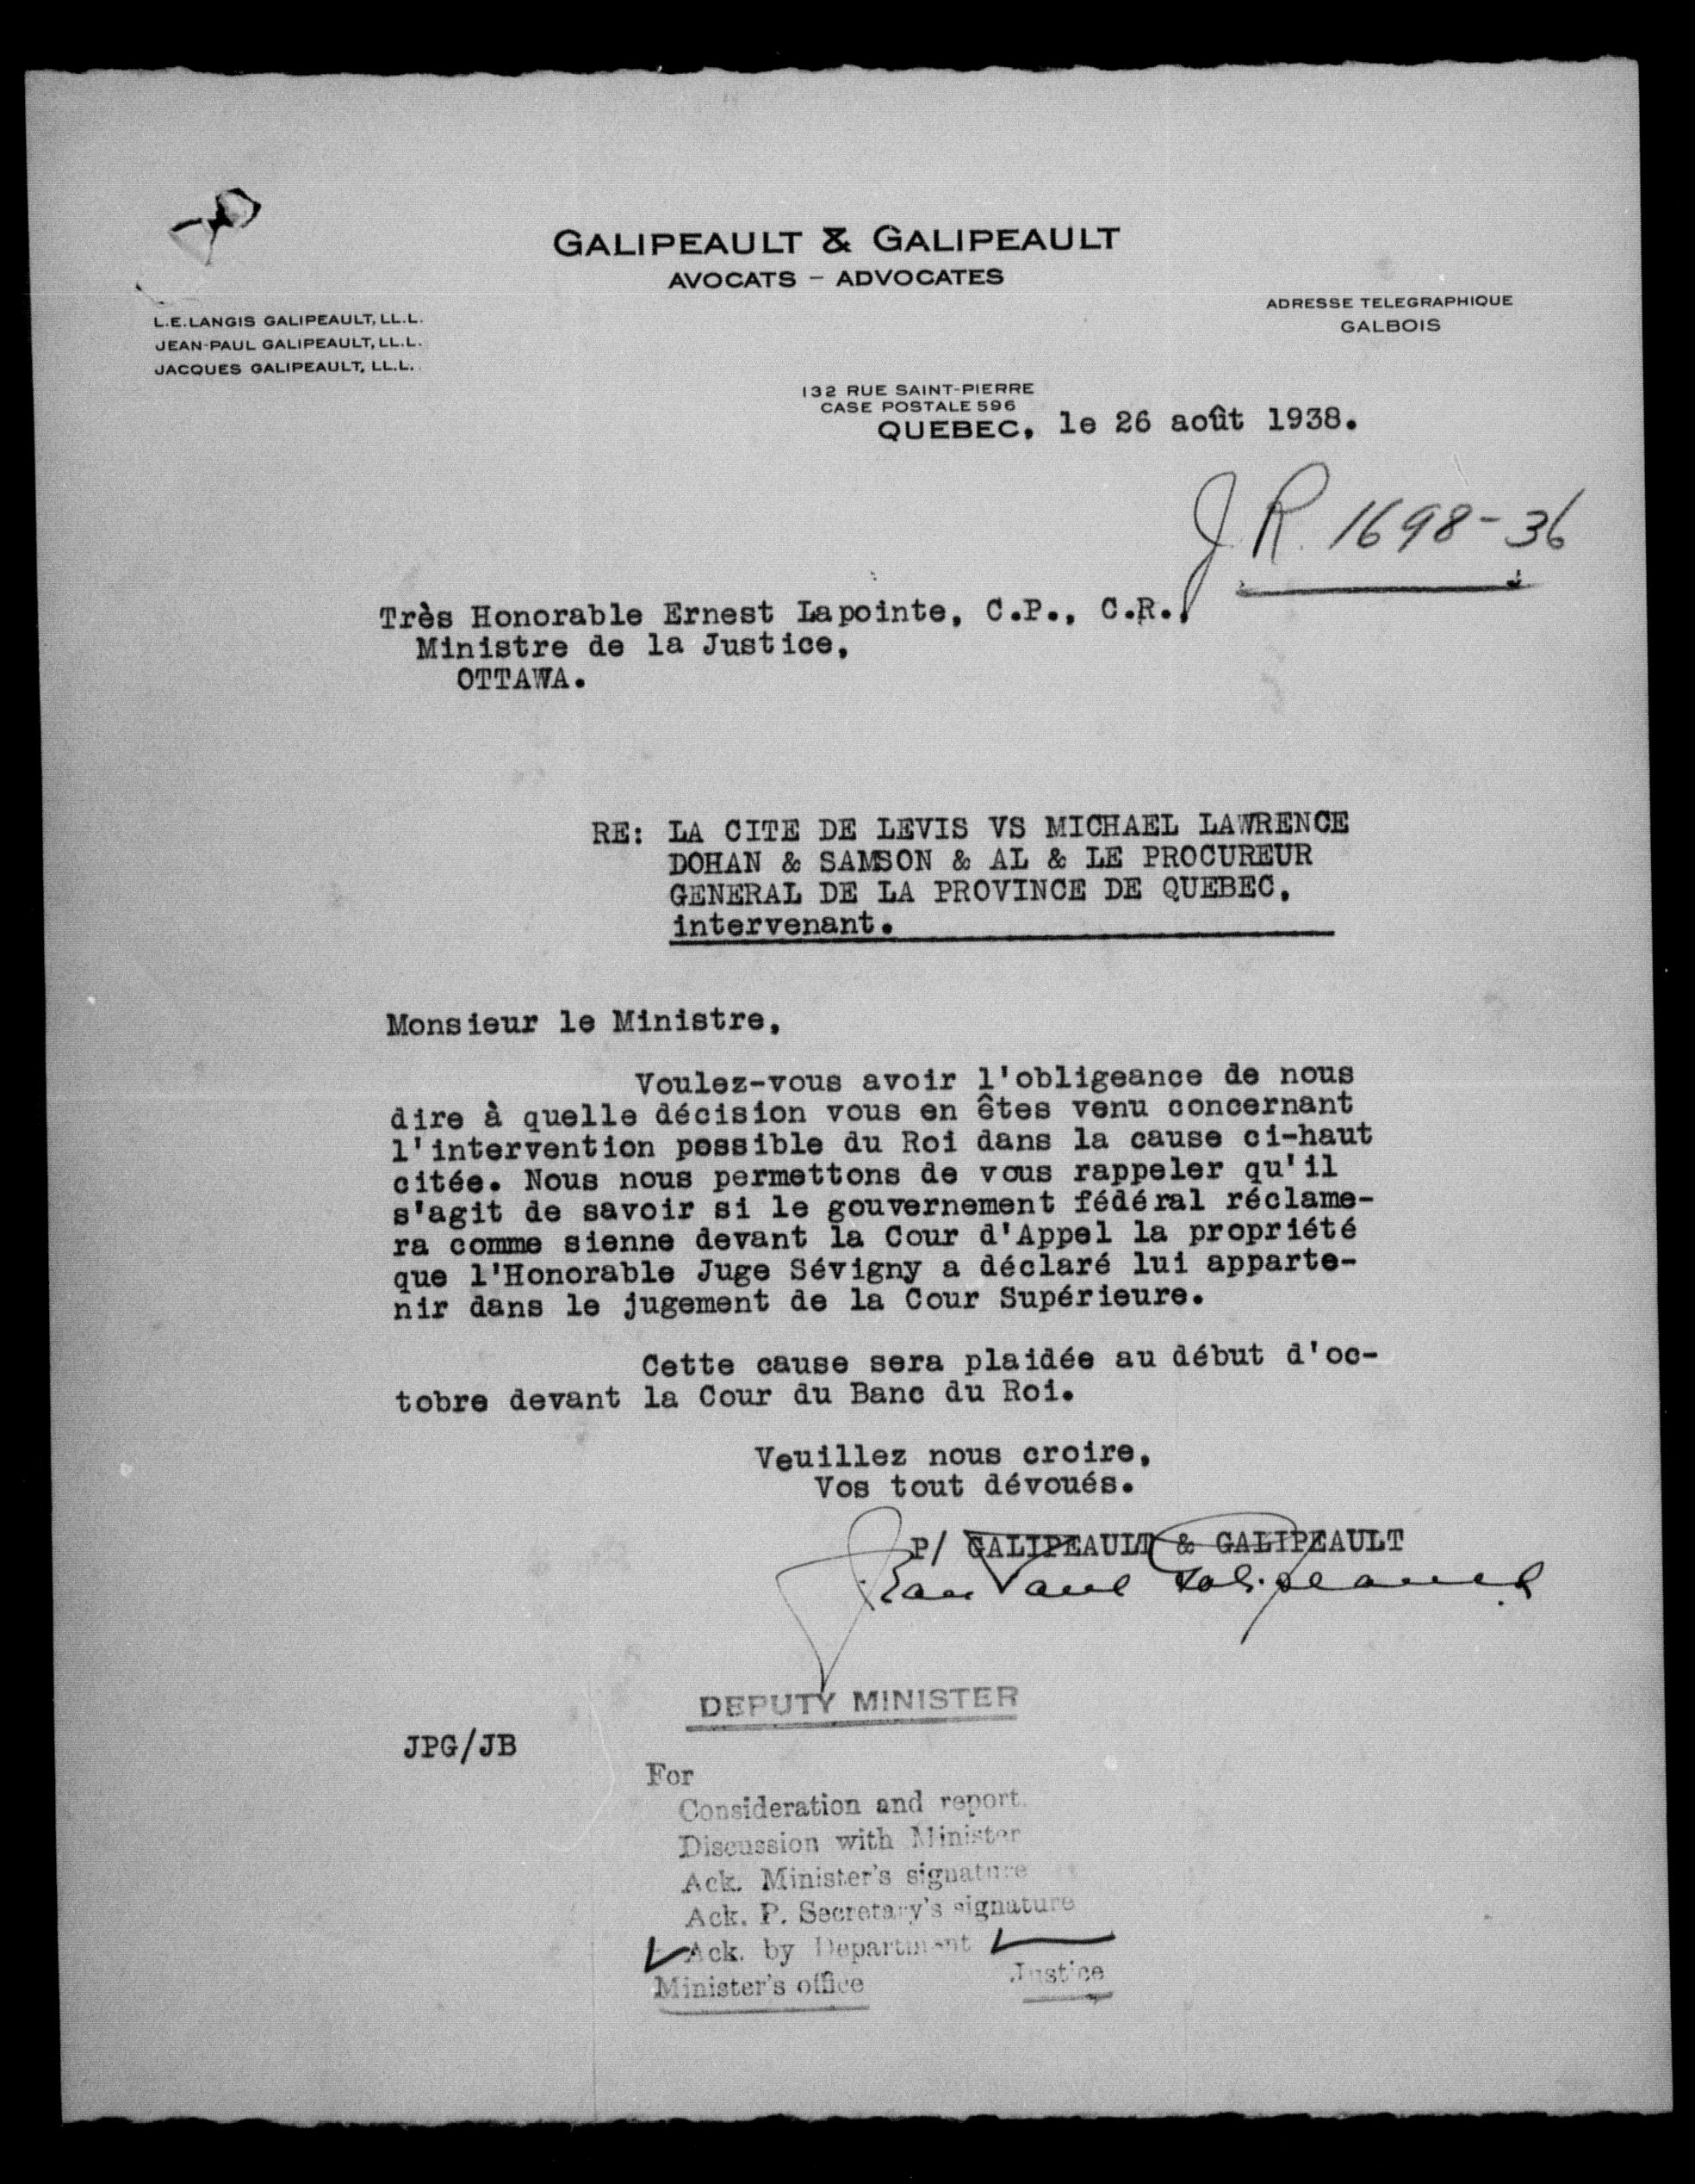 GALIPEAULT & GALIPEAULT
AVOCATS - ADVOCATES
L.E. LANGIS GALIPEAULT, LL.L.
JEAN-PAUL GALIPEAULT, LL.L.
JACQUES GALIPEAULT, LL.L.
ADRESSE TELEGRAPHIQUE
GALBOIS
132 RUE SAINT-PIERRE
CASE POSTALE 596
QUEBEC, le 26 août 1938.
J.R. 1698-36
Très Honorable Ernest Lapointe, C.P., C.R.,
Ministre de la Justice,
OTTAWA.
RE: LA CITE DE LEVIS VS MICHAEL LAWRENCE
DOHAN & SAMSON & AL & LE PROCUREUR
GENERAL DE LA PROVINCE DE QUEBEC,
intervenant.
Monsieur le Ministre,
Voulez-vous avoir l'obligeance de nous
dire à quelle décision vous en êtes venu concernant
l'intervention possible du Roi dans la cause ci-haut
citée. Nous nous permettons de vous rappeler qu'il
s'agit de savoir si le gouvernement fédéral réclame-
ra comme sienne devant la Cour d'Appel la propriété
que l'Honorable Juge Sévigny a déclaré lui apparte-
nir dans le jugement de la Cour Supérieure.
Cette cause sera plaidée au début d'oc-
tobre devant la Cour du Banc du Roi.
Veuillez nous croire,
Vos tout dévoués.
P/ GALIPEAULT & GALIPEAULT
Jean Paul Galipeault
DEPUTY MINISTER
JPG/JB
For
Consideration and report.
Discussion with Minister
Ack. Minister's signature
Ack. P. Secretary's signature
Ack. by Department
Minister's office Justice